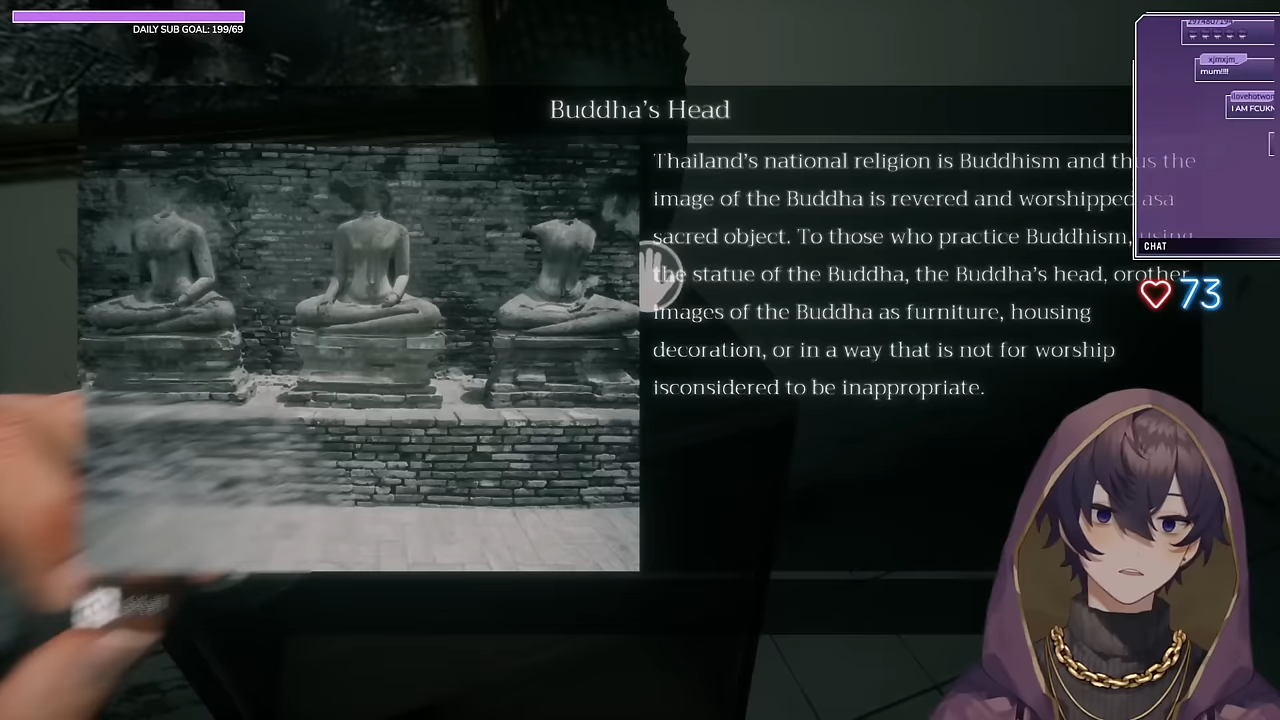 DAILY SUB GOAL: 199/69
xjmxjm_
mum!!!!
ilovehotwor
I AM FCUKN
CHAT
73
Buddha's Head
Thailand's national religion is Buddhism and thus the
image of the Buddha is revered and worshipped asa
sacred object. To those who practice Buddhism, using
the statue of the Buddha, the Buddha's head, orother
images of the Buddha as furniture, housing
decoration, or in a way that is not for worship
isconsidered to be inappropriate.